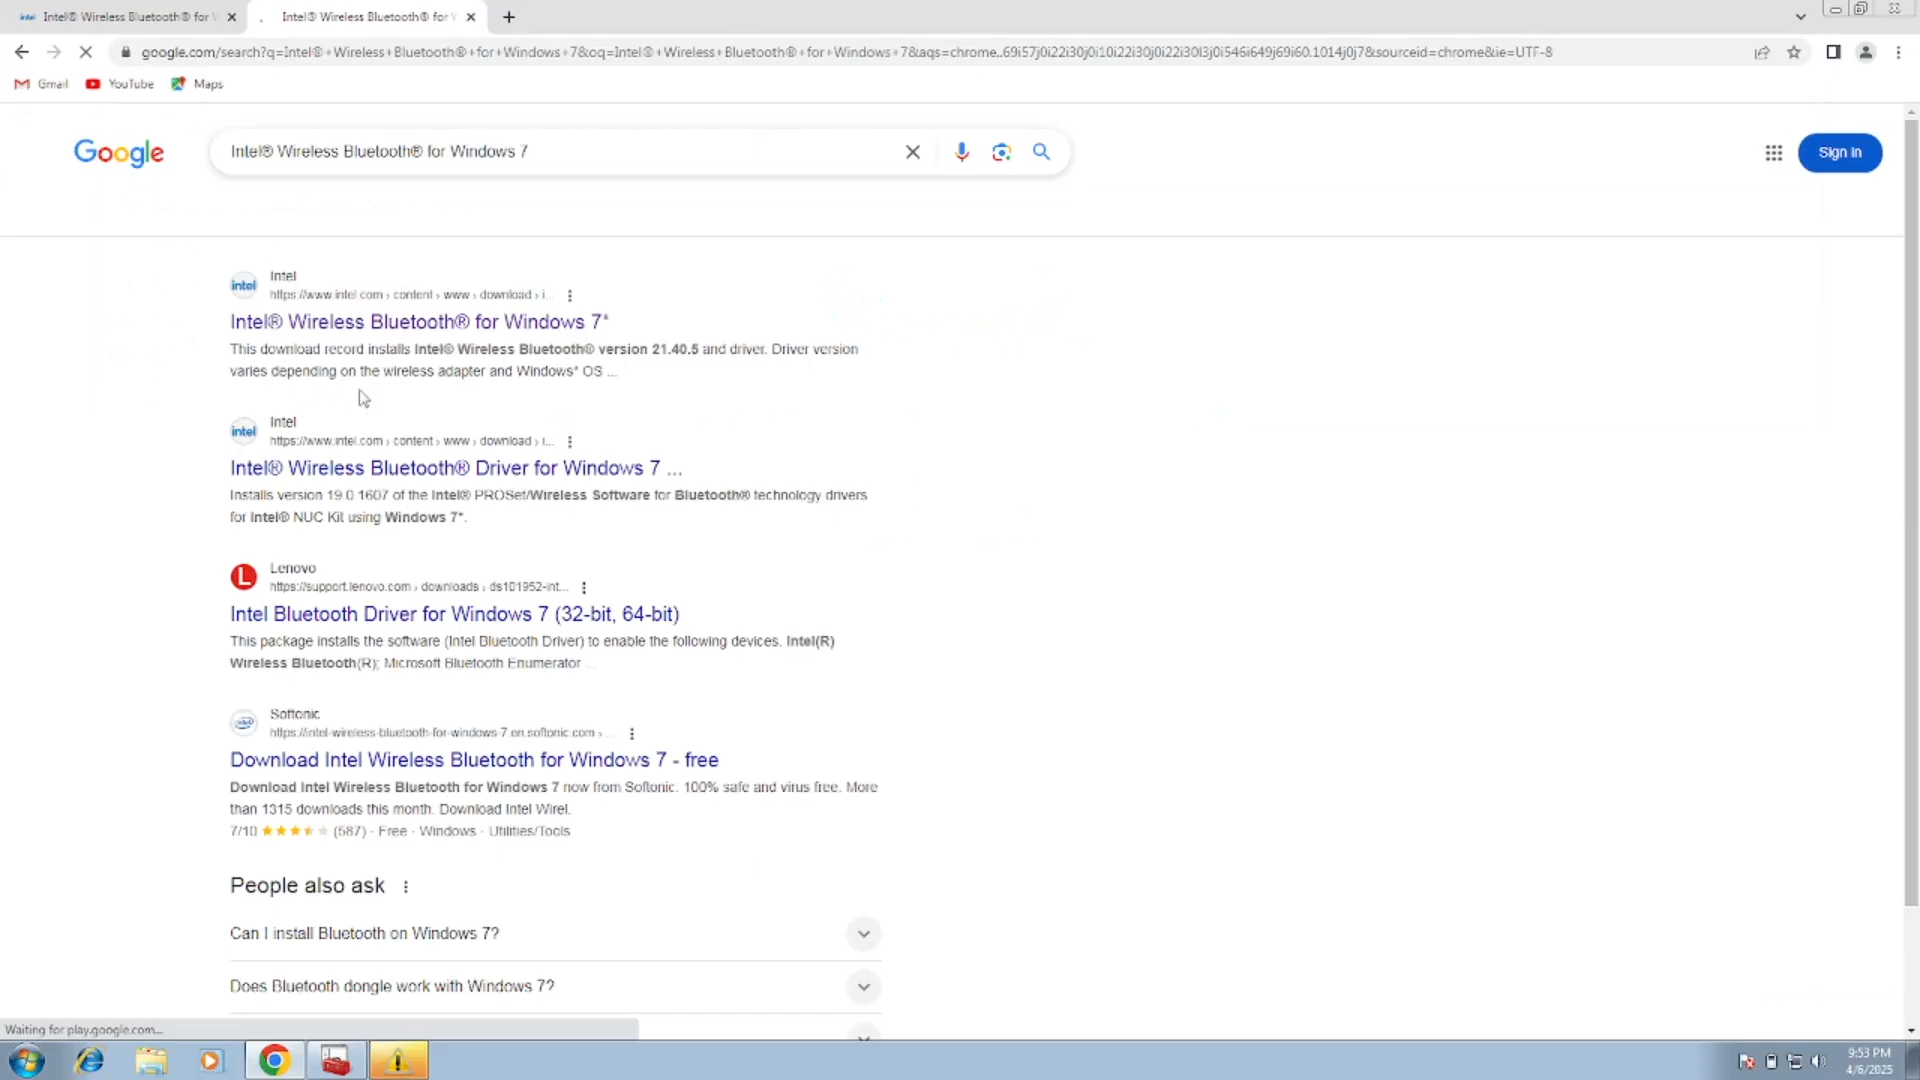 intel Intel® Wireless Bluetooth® for
Intel® Wireless Bluetooth® for
google.com/search?q=Intel®+Wireless+Bluetooth®+for+Windows+7&oq=Intel®+Wireless+Bluetooth®+for+Windows+7&aqs=chrome..69i57j0i22i30j0i10i22i30j0i22i30l3j0i546i649j69i60.1014j0j7&sourceid=chrome&ie=UTF-8
Gmail YouTube Maps
Google
Intel® Wireless Bluetooth® for Windows 7
Sign in
Intel
intel
https://www.intel.com › content › www › download › i...
Intel® Wireless Bluetooth® for Windows 7*
This download record installs Intel® Wireless Bluetooth® version 21.40.5 and driver. Driver version
varies depending on the wireless adapter and Windows* OS ...
Intel
intel
https://www.intel.com › content › www › download › i...
Intel® Wireless Bluetooth® Driver for Windows 7 ...
Installs version 19.0.1607 of the Intel® PROSet/Wireless Software for Bluetooth® technology drivers
for Intel® NUC Kit using Windows 7*.
Lenovo
L
https://support.lenovo.com › downloads › ds101952-int...
Intel Bluetooth Driver for Windows 7 (32-bit, 64-bit)
This package installs the software (Intel Bluetooth Driver) to enable the following devices. Intel(R)
Wireless Bluetooth(R); Microsoft Bluetooth Enumerator ...
Softonic
intel
https://intel-wireless-bluetooth-for-windows-7.en.softonic.com ›
Download Intel Wireless Bluetooth for Windows 7 - free
Download Intel Wireless Bluetooth for Windows 7 now from Softonic: 100% safe and virus free. More
than 1315 downloads this month. Download Intel Wirel.
7/10 (587) · Free · Windows · Utilities/Tools
People also ask
Can I install Bluetooth on Windows 7?
Does Bluetooth dongle work with Windows 7?
Waiting for play.google.com...
9:53 PM
4/6/2025